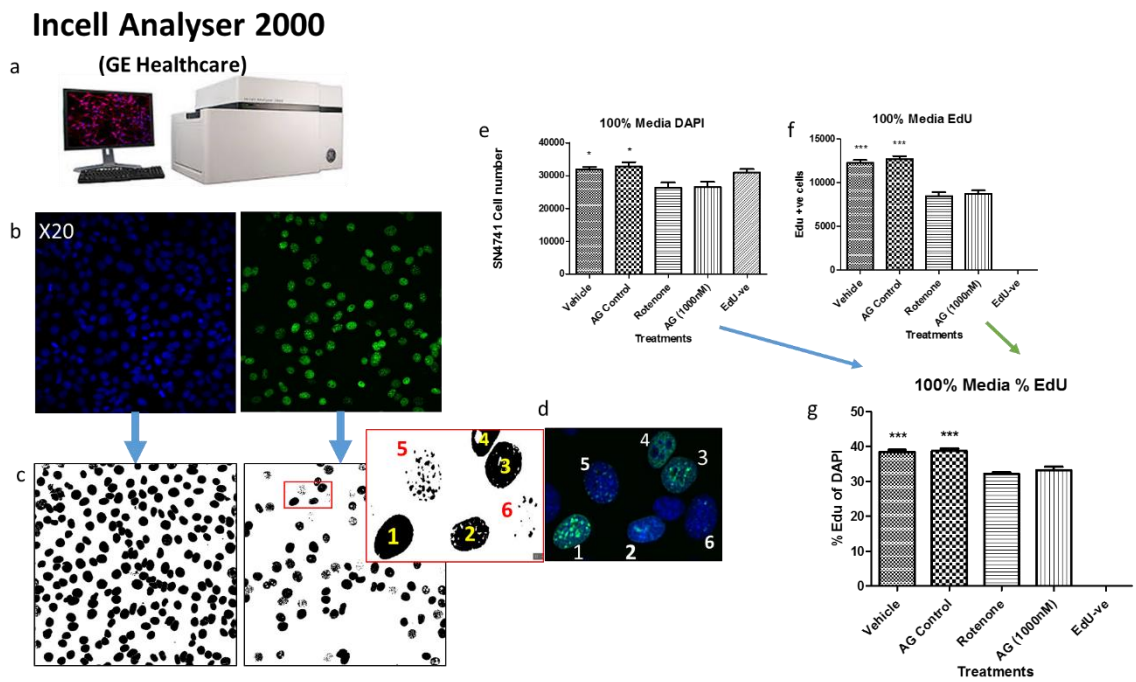 Incell Analyser 2000
(GE Healthcare)
a
b
X20
c
5
4
3
6
1
2
d
4
5
3
1
2
6
e
100% Media DAPI
SN4741 Cell number
40000
30000
20000
10000
0
*
*
Vehicle
AG Control
Rotenone
AG (1000nM)
EdU-ve
Treatments
f
100% Media EdU
Edu +ve cells
15000
10000
5000
0
***
***
Vehicle
AG Control
Rotenone
AG (1000nM)
EdU-ve
Treatments
100% Media % EdU
g
% Edu of DAPI
50
40
30
20
10
0
***
***
Vehicle
AG Control
Rotenone
AG (1000nM)
EdU-ve
Treatments